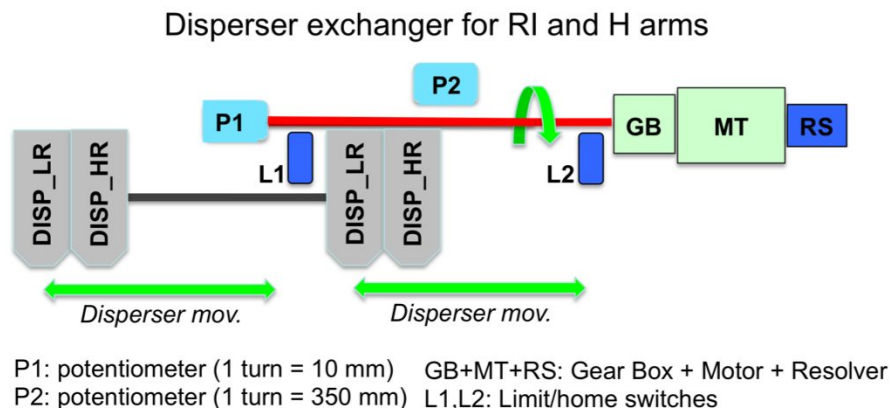 Disperser exchanger for RI and H arms
P2
P1
GB
MT
RS
L1
L2
DISP_LR
DISP_HR
DISP_LR
DISP_HR
Disperser mov.
Disperser mov.
P1: potentiometer (1 turn = 10 mm) GB+MT+RS: Gear Box + Motor + Resolver
P2: potentiometer (1 turn = 350 mm) L1,L2: Limit/home switches